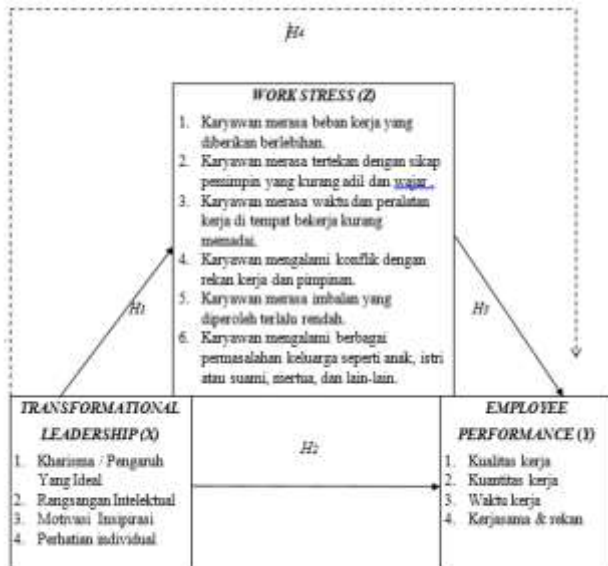 H4
WORK STRESS (Z)
1. Karyawan merasa beban kerja yang
diberikan berlebihan.
2. Karyawan merasa tertekan dengan sikap
pemimpin yang kurang adil dan wajar.
3. Karyawan merasa waktu dan peralatan
kerja di tempat bekerja kurang
memadai.
4. Karyawan mengalami konflik dengan
rekan kerja dan pimpinan.
5. Karyawan merasa imbalan yang
diperoleh terlalu rendah.
6. Karyawan mengalami berbagai
permasalahan keluarga seperti anak, istri
atau suami, mertua, dan lain-lain.
H1
H3
TRANSFORMATIONAL
LEADERSHIP (X)
1. Kharisma / Pengaruh
Yang Ideal
2. Rangsangan Intelektual
3. Motivasi Inspirasi
4. Perhatian individual
H2
EMPLOYEE
PERFORMANCE (Y)
1. Kualitas kerja
2. Kuantitas kerja
3. Waktu kerja
4. Kerjasama & rekan